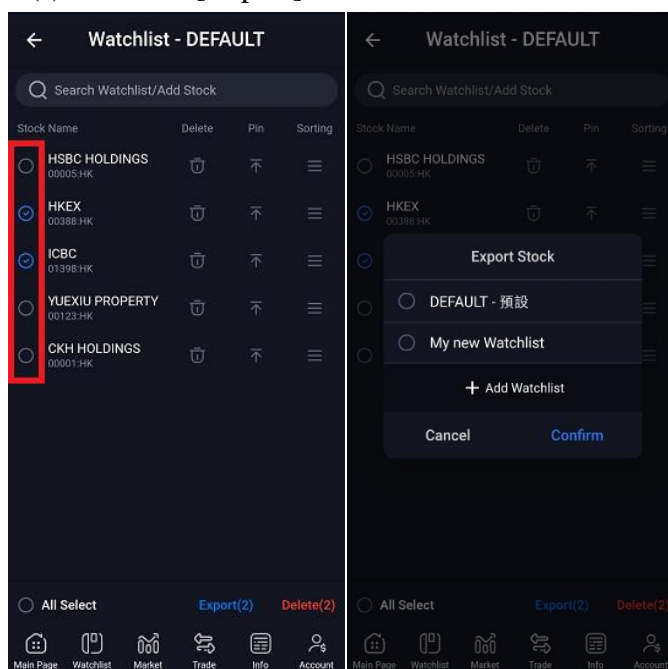 Watchlist - DEFAULT
Search Watchlist/Add Stock
Stock Name Delete Pin Sorting
HSBC HOLDINGS
00005:HK
HKEX
00388:HK
ICBC
01398:HK
YUEXIU PROPERTY
00123:HK
CKH HOLDINGS
00001:HK
All Select Export(2) Delete(2)
Main Page Watchlist Market Trade Info Account
Watchlist - DEFAULT
Search Watchlist/Add Stock
Stock Name Delete Pin Sorting
HSBC HOLDINGS
00005:HK
HKEX
00388:HK
Export Stock
DEFAULT - 預設
My new Watchlist
+ Add Watchlist
Cancel Confirm
All Select Export(2) Delete(2)
Main Page Watchlist Market Trade Info Account